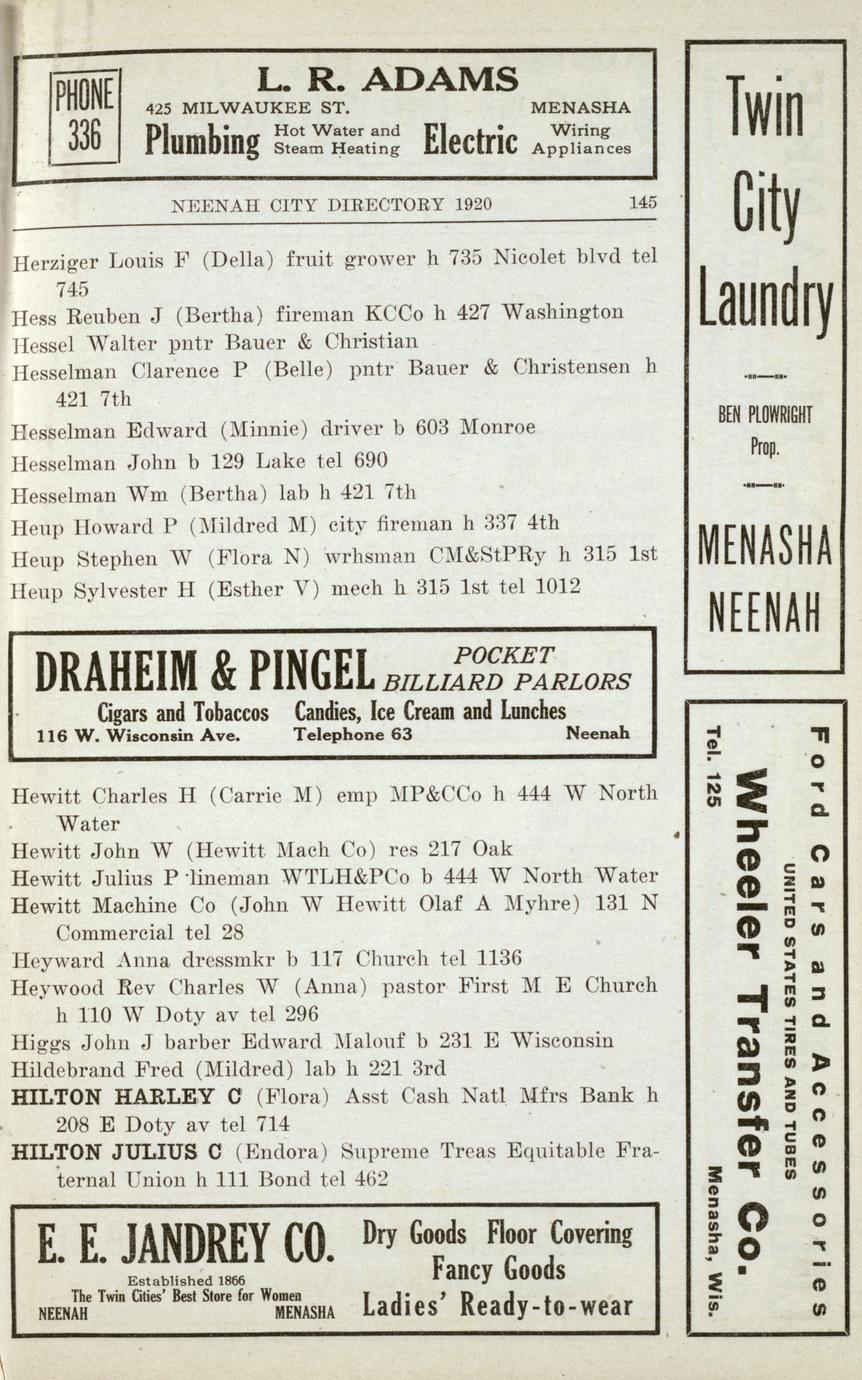 PHONE
336
L. R. ADAMS
425 MILWAUKEE ST. MENASHA
Plumbing Hot Water and Steam Heating Electric Wiring Appliances
NEENAH CITY DIRECTORY 1920 145
Herziger Louis F (Della) fruit grower h 735 Nicolet blvd tel
745
Hess Reuben J (Bertha) fireman KCCo h 427 Washington
Hessel Walter pntr Bauer & Christian
Hesselman Clarence P (Belle) pntr Bauer & Christensen h
421 7th
Hesselman Edward (Minnie) driver b 603 Monroe
Hesselman John b 129 Lake tel 690
Hesselman Wm (Bertha) lab h 421 7th
Heup Howard P (Mildred M) city fireman h 337 4th
Heup Stephen W (Flora N) wrhsman CM&StPRy h 315 1st
Heup Sylvester H (Esther V) mech h 315 1st tel 1012
DRAHEIM & PINGEL POCKET BILLIARD PARLORS
Cigars and Tobaccos Candies, Ice Cream and Lunches
116 W. Wisconsin Ave. Telephone 63 Neenah
Hewitt Charles H (Carrie M) emp MP&CCo h 444 W North
Water
Hewitt John W (Hewitt Mach Co) res 217 Oak
Hewitt Julius P lineman WTLH&PCo b 444 W North Water
Hewitt Machine Co (John W Hewitt Olaf A Myhre) 131 N
Commercial tel 28
Heyward Anna dressmkr b 117 Church tel 1136
Heywood Rev Charles W (Anna) pastor First M E Church
h 110 W Doty av tel 296
Higgs John J barber Edward Malouf b 231 E Wisconsin
Hildebrand Fred (Mildred) lab h 221 3rd
HILTON HARLEY C (Flora) Asst Cash Natl Mfrs Bank h
208 E Doty av tel 714
HILTON JULIUS C (Endora) Supreme Treas Equitable Fra-
ternal Union h 111 Bond tel 462
E. E. JANDREY CO.
Established 1866
The Twin Cities' Best Store for Women
NEENAH MENASHA
Dry Goods Floor Covering
Fancy Goods
Ladies' Ready-to-wear
Twin
City
Laundry
BEN PLOWRIGHT
Prop.
MENASHA
NEENAH
Ford Cars and Accessories
UNITED STATES TIRES AND TUBES
Wheeler Transfer Co.
Tel. 125 Menasha, Wis.